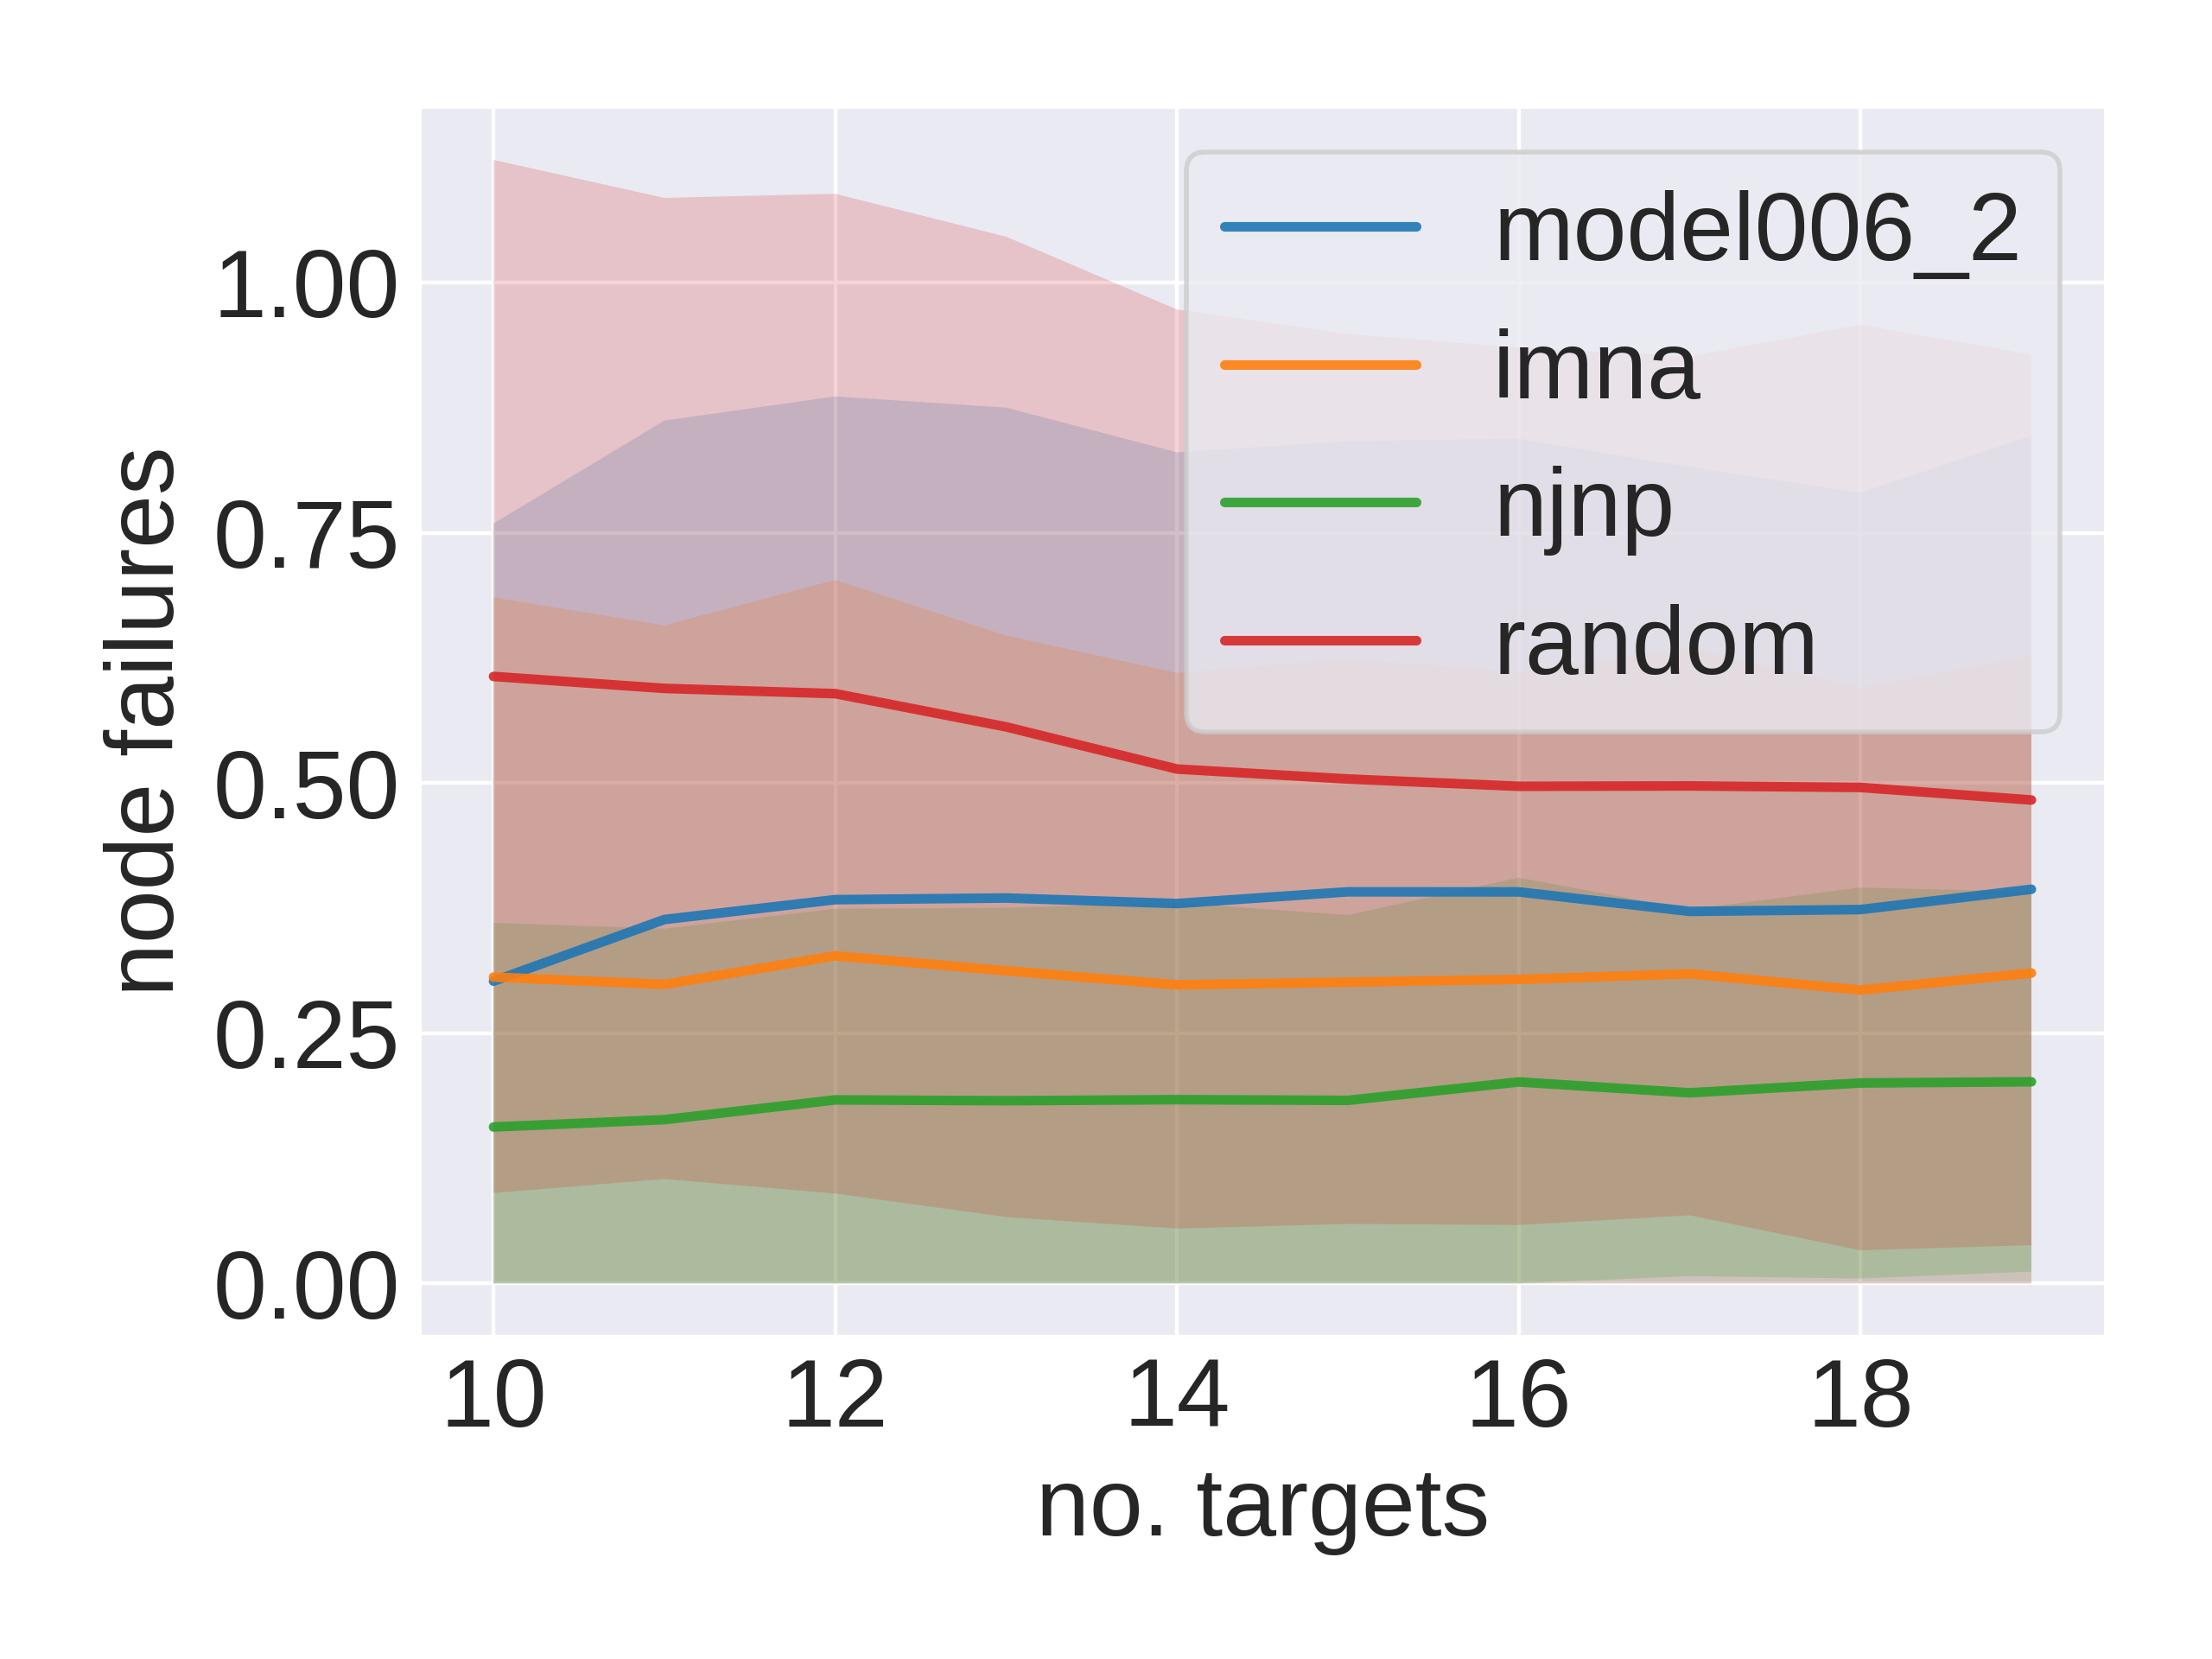 model006_2
imna
njnp
random
node failures
1.00
0.75
0.50
0.25
0.00
10 12 14 16 18
no. targets